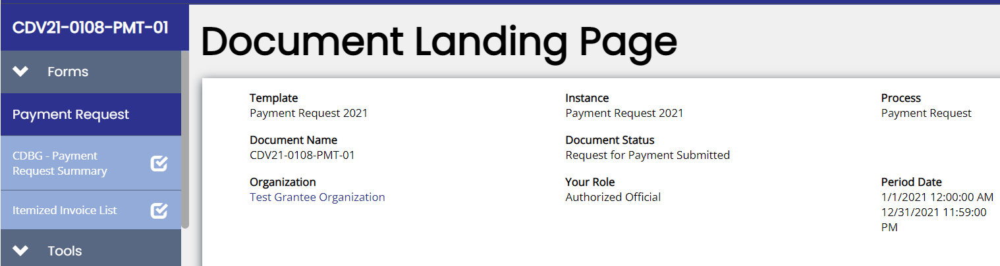 CDV21-0108-PMT-01
Forms
Payment Request
CDBG - Payment
Request Summary
Itemized Invoice List
Tools
Document Landing Page
Template
Payment Request 2021
Instance
Payment Request 2021
Process
Payment Request
Document Name
CDV21-0108-PMT-01
Document Status
Request for Payment Submitted
Organization
Test Grantee Organization
Your Role
Authorized Official
Period Date
1/1/2021 12:00:00 AM
12/31/2021 11:59:00
PM